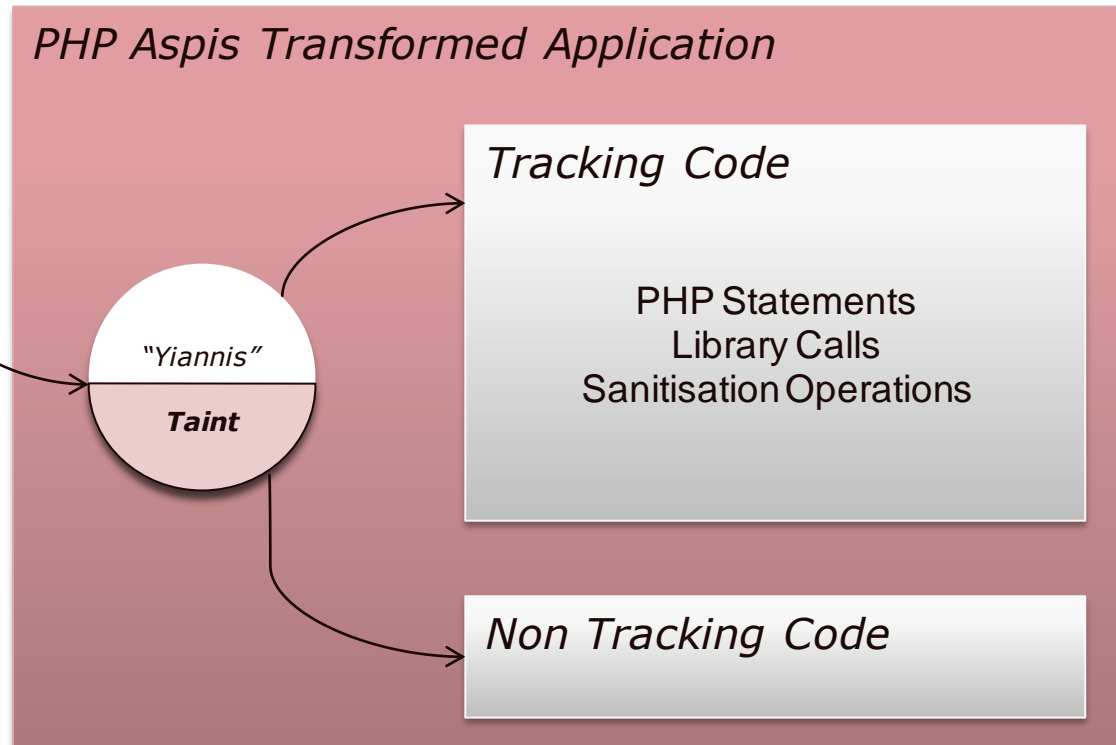 PHP Aspis Transformed Application
Tracking Code
PHP Statements
Library Calls
Sanitisation Operations
“Yiannis”
Taint
Non Tracking Code